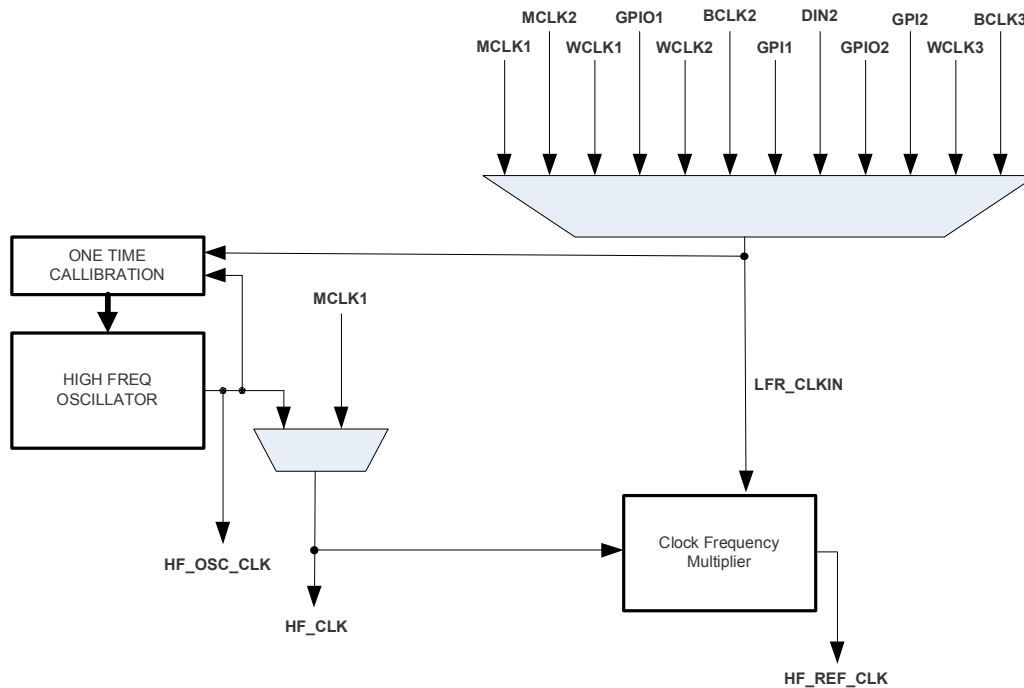 MCLK2 GPIO1 BCLK2 DIN2 GPI2 BCLK3
MCLK1 WCLK1 WCLK2 GPI1 GPIO2 WCLK3
ONE TIME
CALLIBRATION
MCLK1
HIGH FREQ
OSCILLATOR
LFR_CLKIN
HF_OSC_CLK
Clock Frequency
Multiplier
HF_CLK
HF_REF_CLK